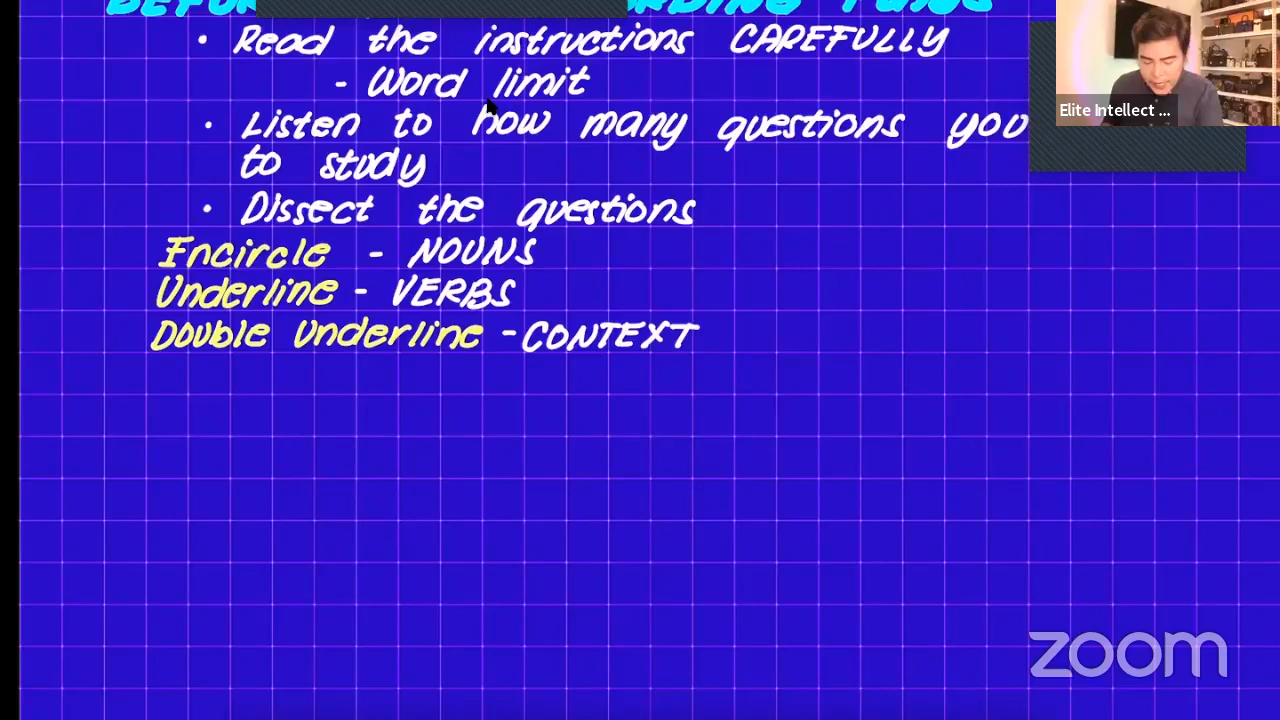 • Read the instructions CAREFULLY
- Word limit
• Listen to how many questions you
to study
• Dissect the questions
Encircle - NOUNS
Underline - VERBS
Double Underline - CONTEXT
Elite Intellect ...
zoom